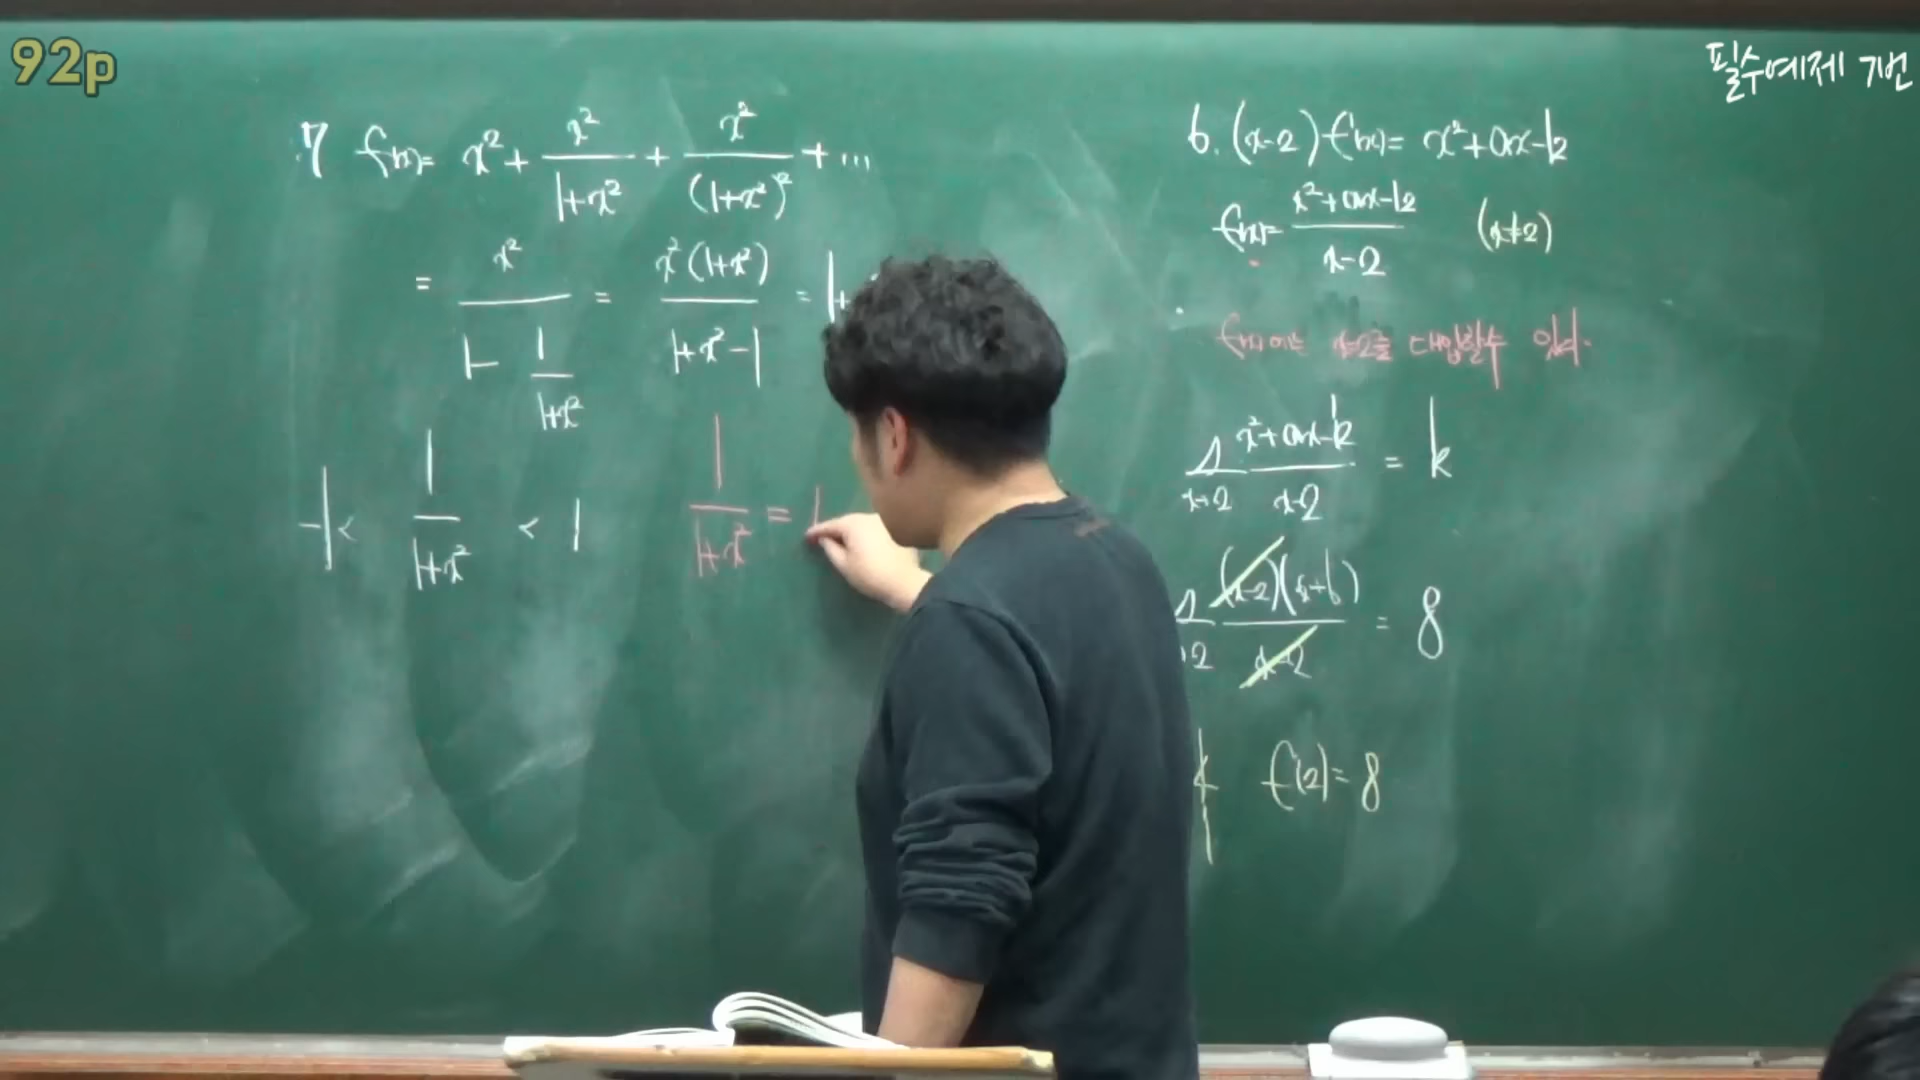 92p
필수예제 7번
7 f(x)= x² + x²/(1+x²) + x²/(1+x²)² + ...
= x²/(1- 1/(1+x²)) = x²(1+x²)/(1+x²-1) = 1+
-1 < 1/(1+x²) < 1
1/(1+x²) = 1
6. (x-2)f(x)= x²+ax-12
f(x)= (x²+ax-12)/(x-2) (x≠2)
f(x)에는 x=2를 대입할수 있다.
x→2 (x²+ax-12)/(x-2) = k
→2 (x-2)(x+6)/(x-2) = 8
f(2)=8